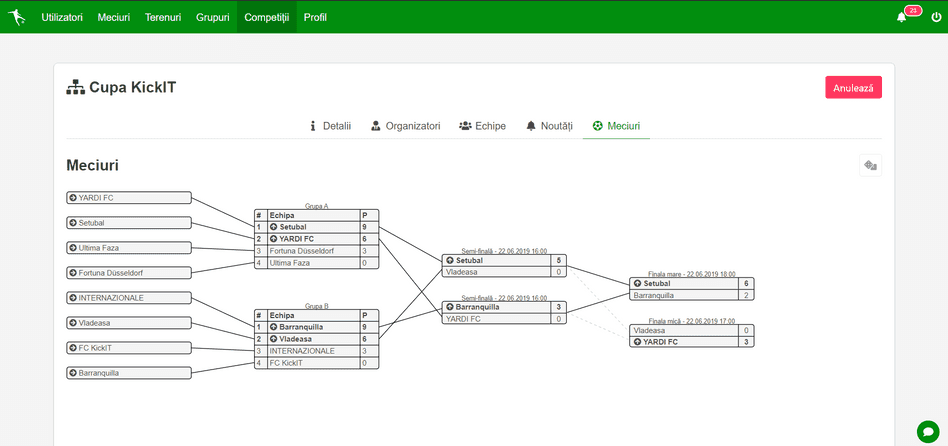 Utilizatori Meciuri Terenuri Grupuri Competiții Profil
Cupa KickIT
Anulează
Detalii Organizatori Echipe Noutăți Meciuri
Meciuri
YARDI FC
Setubal
Ultima Faza
Fortuna Düsseldorf
INTERNAZIONALE
Vladeasa
FC KickIT
Barranquilla
Grupa A
# Echipa P
1 Setubal 9
2 YARDI FC 6
3 Fortuna Düsseldorf 3
4 Ultima Faza 0
Grupa B
# Echipa P
1 Barranquilla 9
2 Vladeasa 6
3 INTERNAZIONALE 3
4 FC KickIT 0
Semi-finală - 22.06.2019 16:00
Setubal 5
Vladeasa 0
Semi-finală - 22.06.2019 16:00
Barranquilla 3
YARDI FC 0
Finala mare - 22.06.2019 18:00
Setubal 6
Barranquilla 2
Finala mică - 22.06.2019 17:00
Vladeasa 0
YARDI FC 3